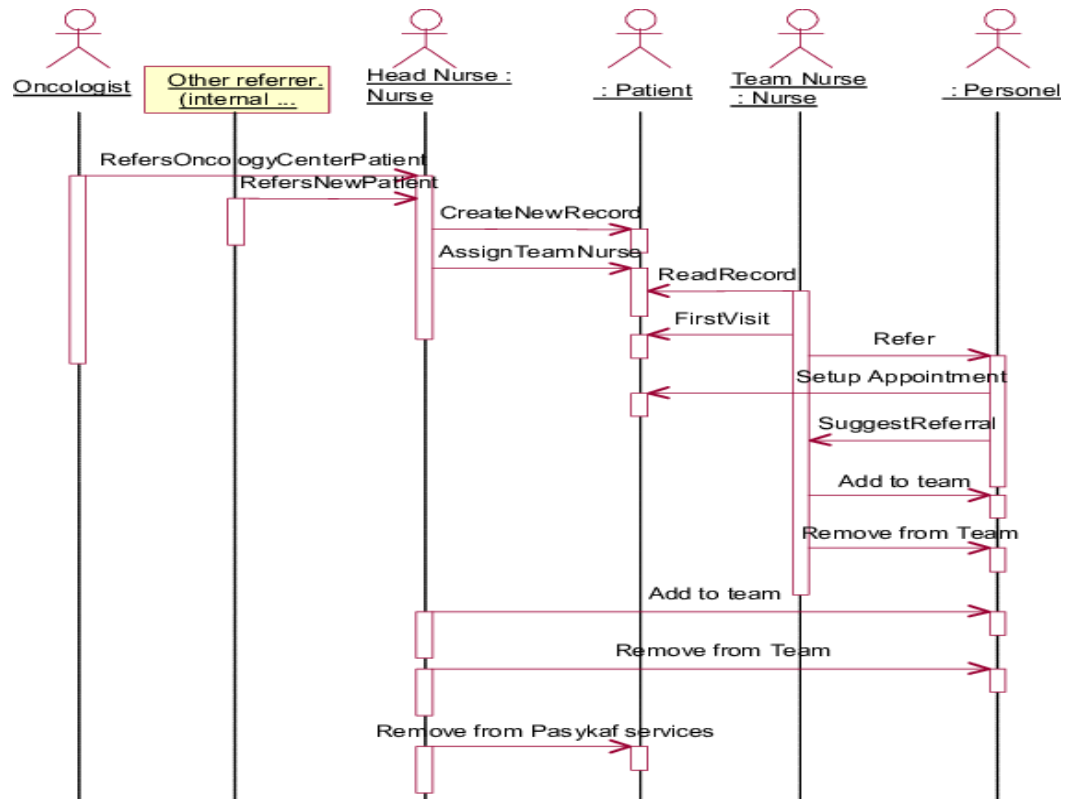 Oncologist
Other referrer.
(internal ...
Head Nurse :
Nurse
: Patient
Team Nurse
: Nurse
: Personel
RefersOncologyCenterPatient
RefersNewPatient
CreateNewRecord
AssignTeamNurse
ReadRecord
FirstVisit
Refer
Setup Appointment
SuggestReferral
Add to team
Remove from Team
Add to team
Remove from Team
Remove from Pasykaf services